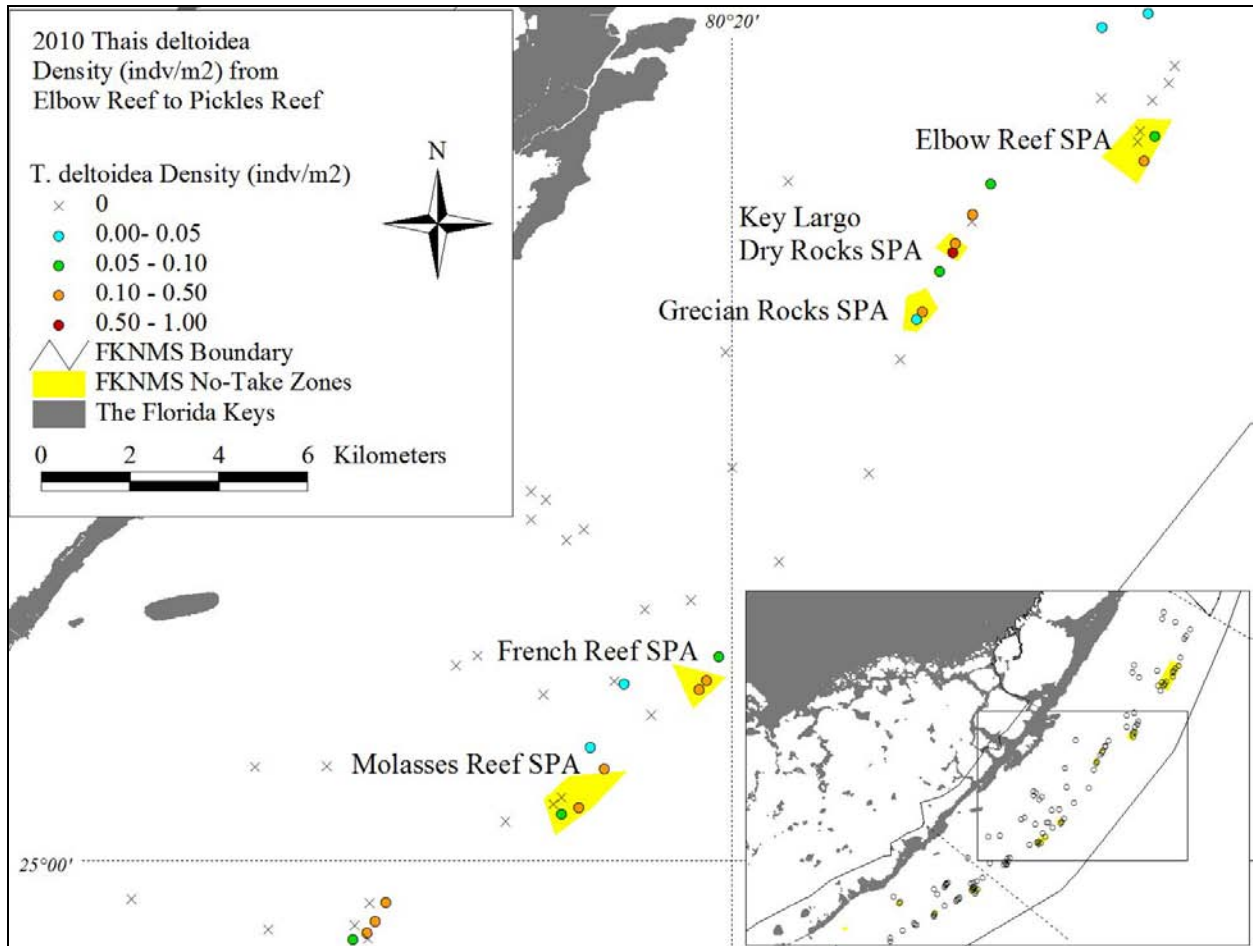 2010 Thais deltoidea
Density (indv/m2) from
Elbow Reef to Pickles Reef
T. deltoidea Density (indv/m2)
0
0.00- 0.05
0.05 - 0.10
0.10 - 0.50
0.50 - 1.00
FKNMS Boundary
FKNMS No-Take Zones
The Florida Keys
0 2 4 6 Kilometers
N
80°20'
Elbow Reef SPA
Key Largo
Dry Rocks SPA
Grecian Rocks SPA
French Reef SPA
Molasses Reef SPA
25°00'